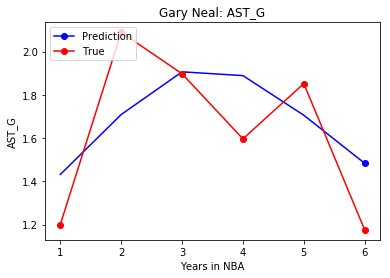 Gary Neal: AST_G
Prediction
True
2.0
1.8
1.6
1.4
1.2
AST_G
1 2 3 4 5 6
Years in NBA